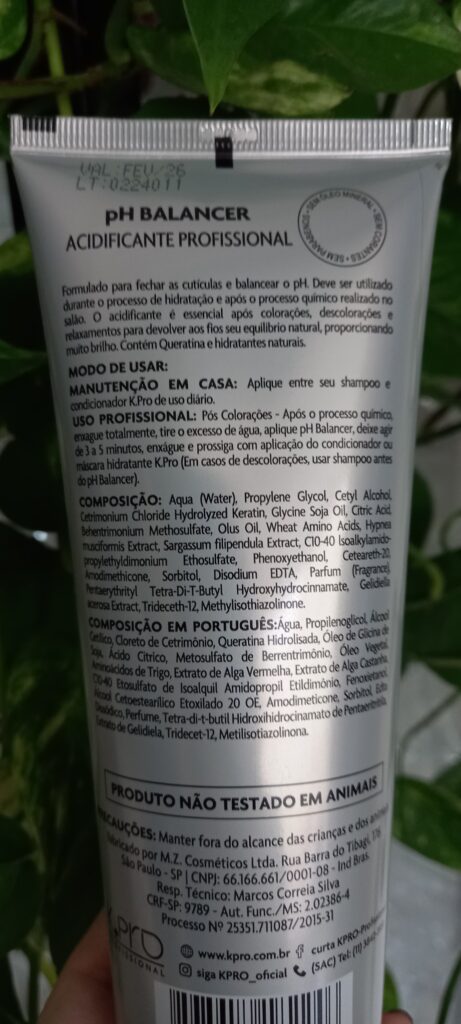 VAL:FEV/26
LT:0224011
pH BALANCER
ACIDIFICANTE PROFISSIONAL
SEM ÓLEO MINERAL • SEM CORANTES • SEM PARABENOS •
Formulado para fechar as cutículas e balancear o pH. Deve ser utilizado
durante o processo de hidratação e após o processo químico realizado no
salão. O acidificante é essencial após colorações, descolorações e
relaxamentos para devolver aos fios seu equilibrio natural, proporcionando
muito brilho. Contém Queratina e hidratantes naturais.
MODO DE USAR:
MANUTENÇÃO EM CASA: Aplique entre seu shampoo e
condicionador K.Pro de uso diário.
USO PROFISSIONAL: Pós Colorações - Após o processo químico,
enxague totalmente, tire o excesso de água, aplique pH Balancer, deixe agir
de 3 a 5 minutos, enxágue e prossiga com aplicação do condicionador ou
máscara hidratante K.Pro (Em casos de descolorações, usar shampoo antes
do pH Balancer).
COMPOSIÇÃO: Aqua (Water), Propylene Glycol, Cetyl Alcohol,
Cetrimonium Chloride Hydrolyzed Keratin, Glycine Soja Oil, Citric Acid,
Behentrimonium Methosulfate, Olus Oil, Wheat Amino Acids, Hypnea
musciformis Extract, Sargassum filipendula Extract, C10-40 Isoalkylamido-
propylethyldimonium Ethosulfate, Phenoxyethanol, Ceteareth-20,
Amodimethicone, Sorbitol, Disodium EDTA, Parfum (Fragrance),
Pentaerythrityl Tetra-Di-T-Butyl Hydroxyhydrocinnamate, Gelidiella
acerosa Extract, Trideceth-12, Methylisothiazolinone.
COMPOSIÇÃO EM PORTUGUÊS:Água, Propilenoglicol, Álcool
Cetílico, Cloreto de Cetrimônio, Queratina Hidrolisada, Óleo de Glicina de
Soja, Ácido Cítrico, Metosulfato de Berrentrimônio, Óleo Vegetal,
Aminoácidos de Trigo, Extrato de Alga Vermelha, Extrato de Alga Castanha,
C10-40 Etosulfato de Isoalquil Amidopropil Etildimônio, Fenoxietanol,
Álcool Cetoestearílico Etoxilado 20 OE, Amodimeticone, Sorbitol, Edta
Dissódico, Perfume, Tetra-di-t-butil Hidroxihidrocinamato de Pentaeritritila,
Extrato de Gelidiela, Tridecet-12, Metilisotiazolinona.
PRODUTO NÃO TESTADO EM ANIMAIS
PRECAUÇÕES: Manter fora do alcance das crianças e dos
Fabricado por M.Z. Cosméticos Ltda. Rua Barra do Tibagi, 176
São Paulo - SP | CNPJ: 66.166.661/0001-08 - Ind Bras.
Resp. Técnico: Marcos Correia Silva
CRF-SP: 9789 - Aut. Func./MS: 2.02386-4
Processo Nº 25351.711087/2015-31
K.PRO
www.kpro.com.br
siga KPRO_oficial
(SAC) Tel: (11)